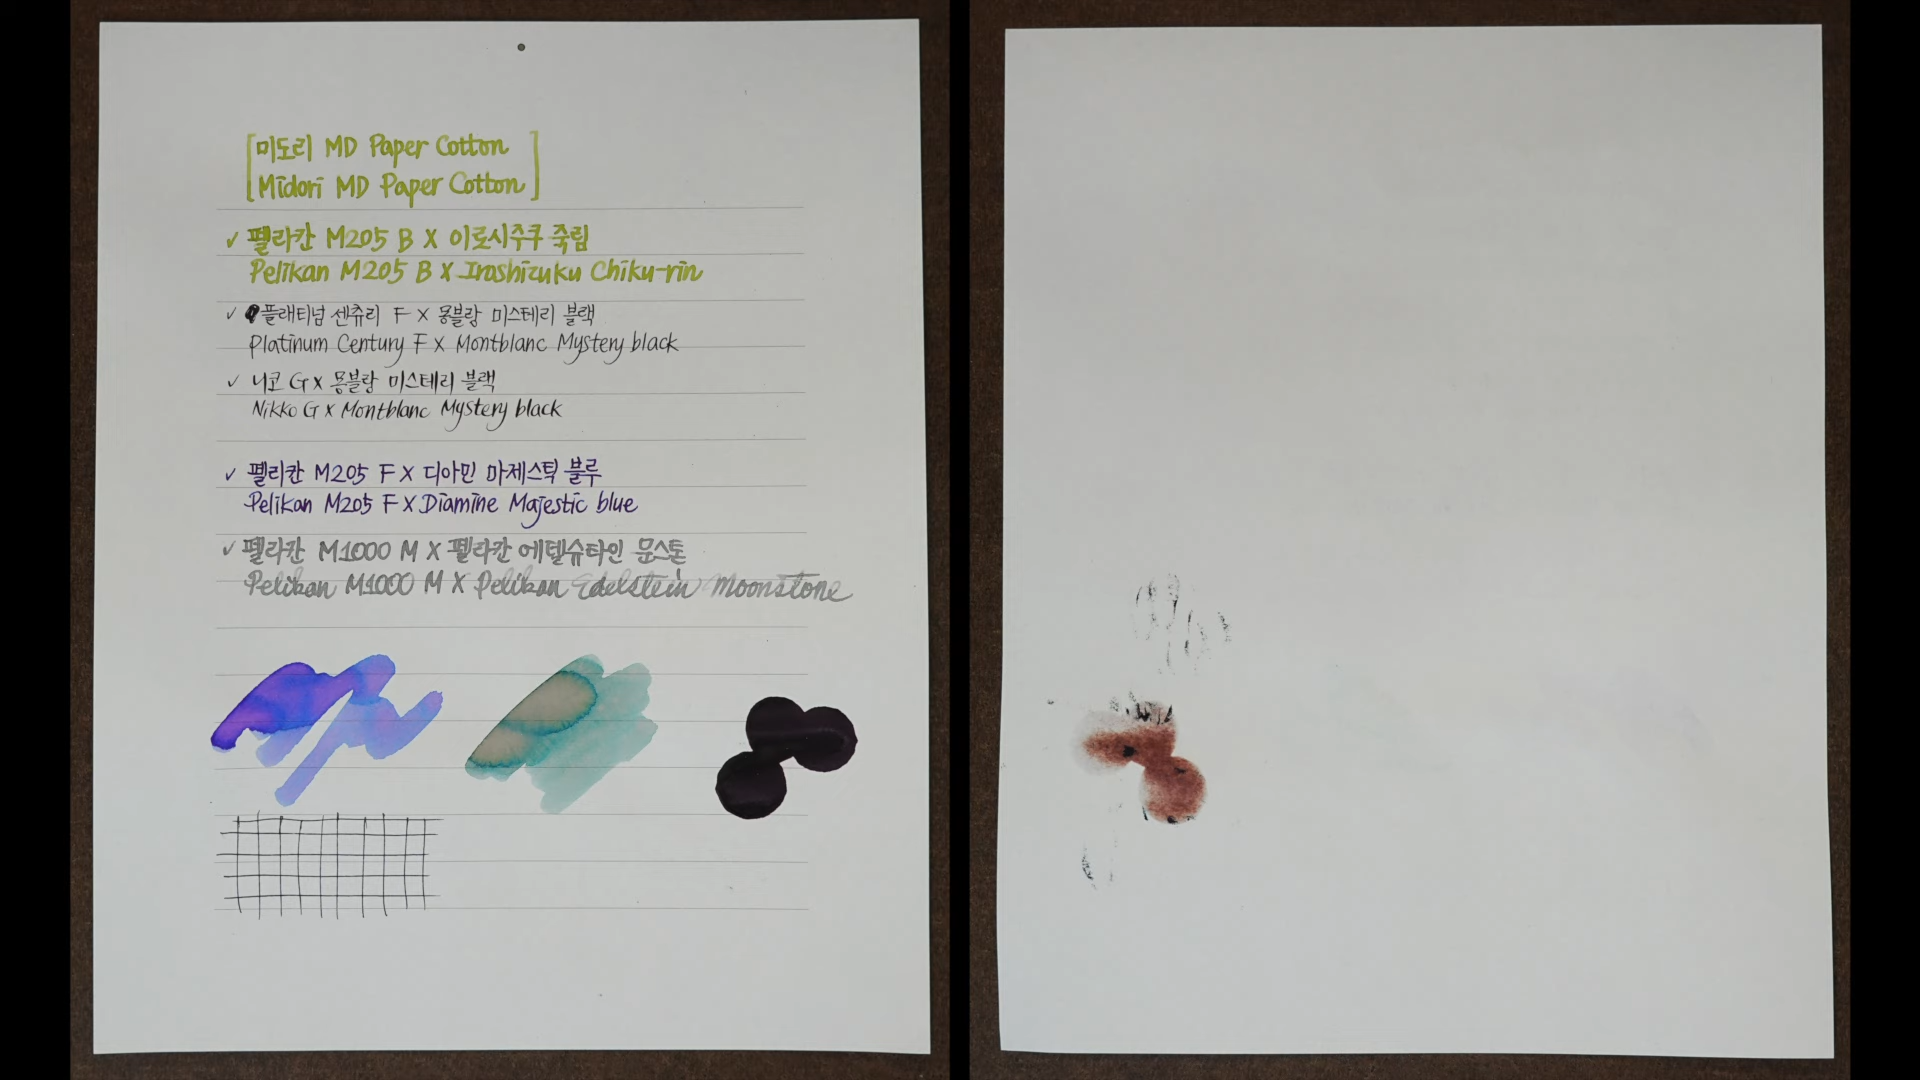 [미도리 MD Paper Cotton
Midori MD Paper Cotton]
✓ 펠리칸 M205 B X 이로시주쿠 죽림
Pelikan M205 B X Iroshizuku Chiku-rin
✓ 플래티넘 센츄리 F X 몽블랑 미스테리 블랙
Platinum Century F X Montblanc Mystery black
✓ 니코 G X 몽블랑 미스테리 블랙
Nikko G X Montblanc Mystery black
✓ 펠리칸 M205 F X 디아민 마제스틱 블루
Pelikan M205 F X Diamine Majestic blue
✓ 펠리칸 M1000 M X 펠리칸 에델슈타인 문스톤
Pelikan M1000 M X Pelikan Edelstein Moonstone